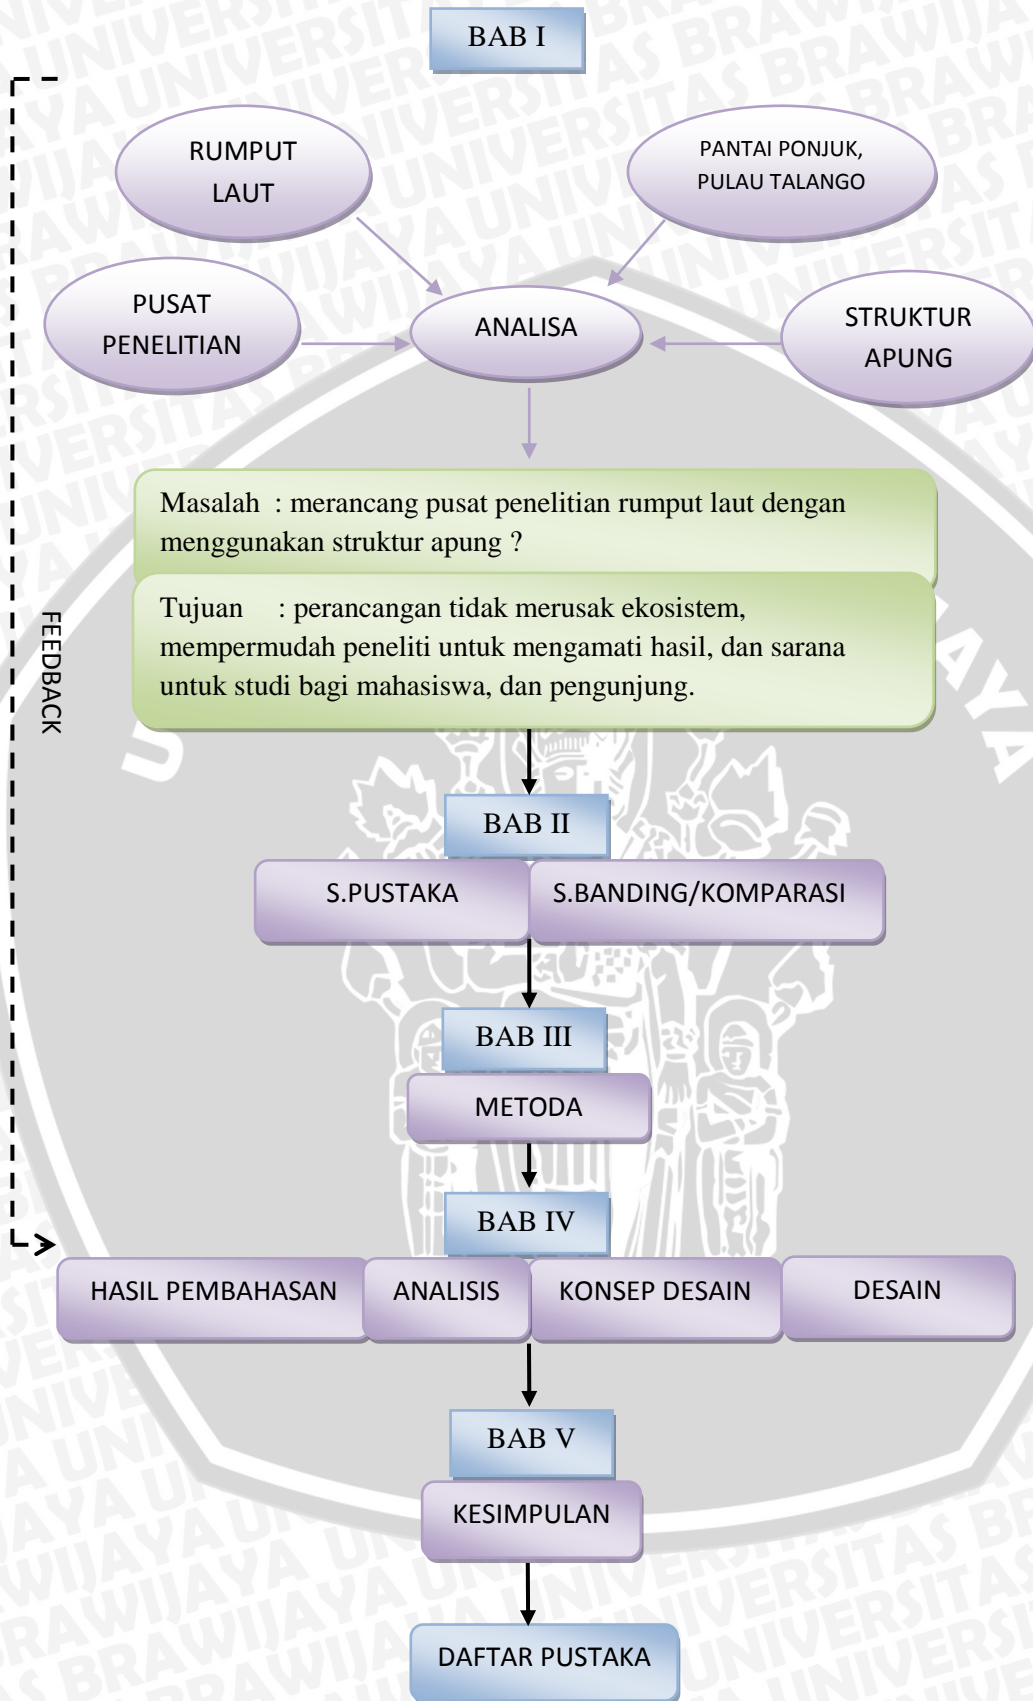 BAB I
RUMPUT
LAUT
PANTAI PONJUK,
PULAU TALANGO
PUSAT
PENELITIAN
ANALISA
STRUKTUR
APUNG
Masalah : merancang pusat penelitian rumput laut dengan
menggunakan struktur apung ?
Tujuan : perancangan tidak merusak ekosistem,
mempermudah peneliti untuk mengamati hasil, dan sarana
untuk studi bagi mahasiswa, dan pengunjung.
FEEDBACK
BAB II
S.PUSTAKA
S.BANDING/KOMPARASI
BAB III
METODA
BAB IV
HASIL PEMBAHASAN
ANALISIS
KONSEP DESAIN
DESAIN
BAB V
KESIMPULAN
DAFTAR PUSTAKA